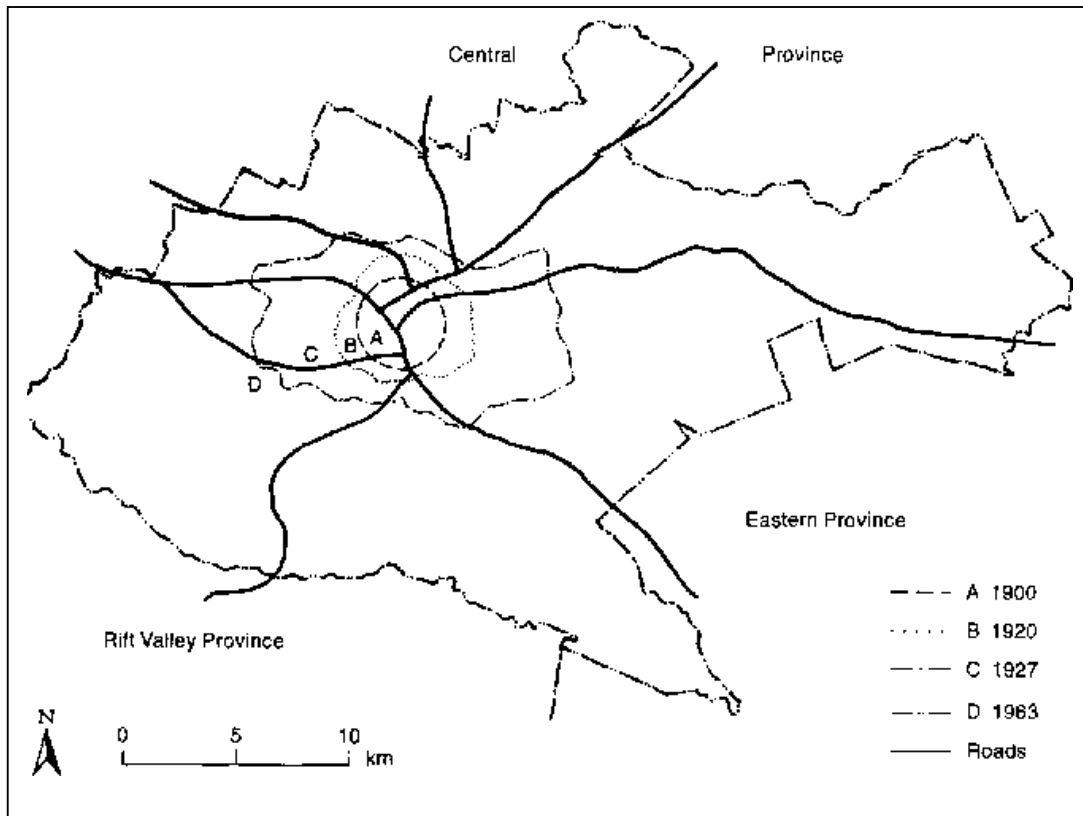 Central Province
A
B
C
D
Eastern Province
Rift Valley Province
A 1900
B 1920
C 1927
D 1963
Roads
N
0 5 10
km